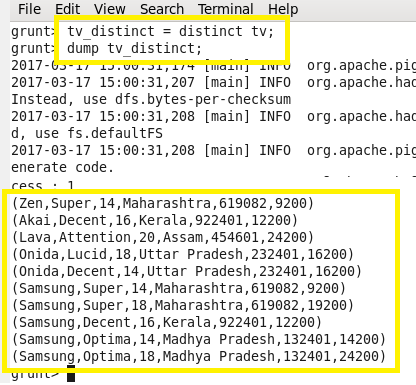 File Edit View Search Terminal Help
grunt> tv_distinct = distinct tv;
grunt> dump tv_distinct;
2017-03-17 15:00:31,174 [main] INFO org.apache.pig
2017-03-17 15:00:31,207 [main] INFO org.apache.had
Instead, use dfs.bytes-per-checksum
2017-03-17 15:00:31,208 [main] INFO org.apache.had
d, use fs.defaultFS
2017-03-17 15:00:31,208 [main] INFO org.apache.pig
enerate code.
cess : 1
(Zen,Super,14,Maharashtra,619082,9200)
(Akai,Decent,16,Kerala,922401,12200)
(Lava,Attention,20,Assam,454601,24200)
(Onida,Lucid,18,Uttar Pradesh,232401,16200)
(Onida,Decent,14,Uttar Pradesh,232401,16200)
(Samsung,Super,14,Maharashtra,619082,9200)
(Samsung,Super,18,Maharashtra,619082,19200)
(Samsung,Decent,16,Kerala,922401,12200)
(Samsung,Optima,14,Madhya Pradesh,132401,14200)
(Samsung,Optima,18,Madhya Pradesh,132401,24200)
grunt>